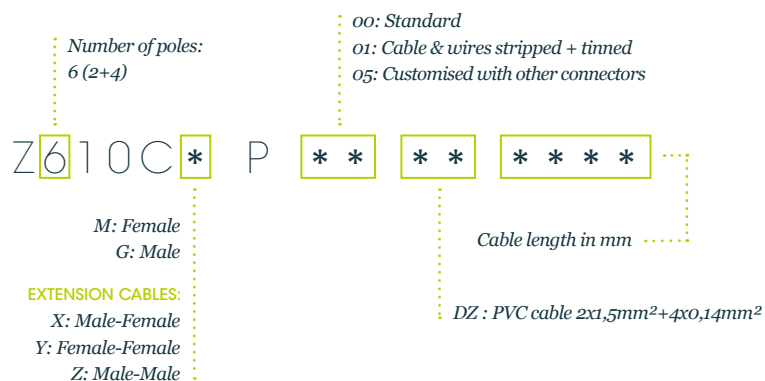 Number of poles:
6 (2+4)
00: Standard
01: Cable & wires stripped + tinned
05: Customised with other connectors
Z610C* P ** ** ****
M: Female
G: Male
EXTENSION CABLES:
X: Male-Female
Y: Female-Female
Z: Male-Male
Cable length in mm
DZ : PVC cable 2x1,5mm²+4x0,14mm²